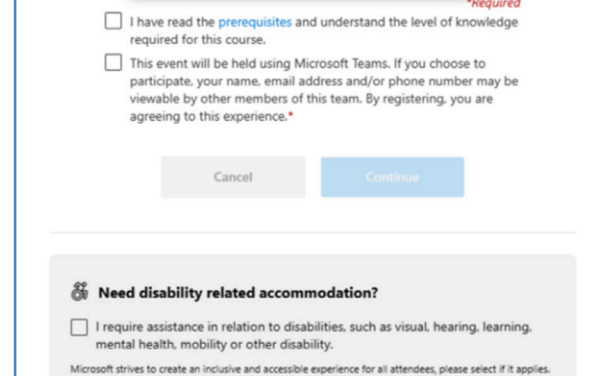 *Required
I have read the prerequisites and understand the level of knowledge
required for this course.
This event will be held using Microsoft Teams. If you choose to
participate, your name, email address and/or phone number may be
viewable by other members of this team. By registering, you are
agreeing to this experience.*
Cancel Continue
Need disability related accommodation?
I require assistance in relation to disabilities, such as visual, hearing, learning,
mental health, mobility or other disability.
Microsoft strives to create an inclusive and accessible experience for all attendees, please select if it applies.